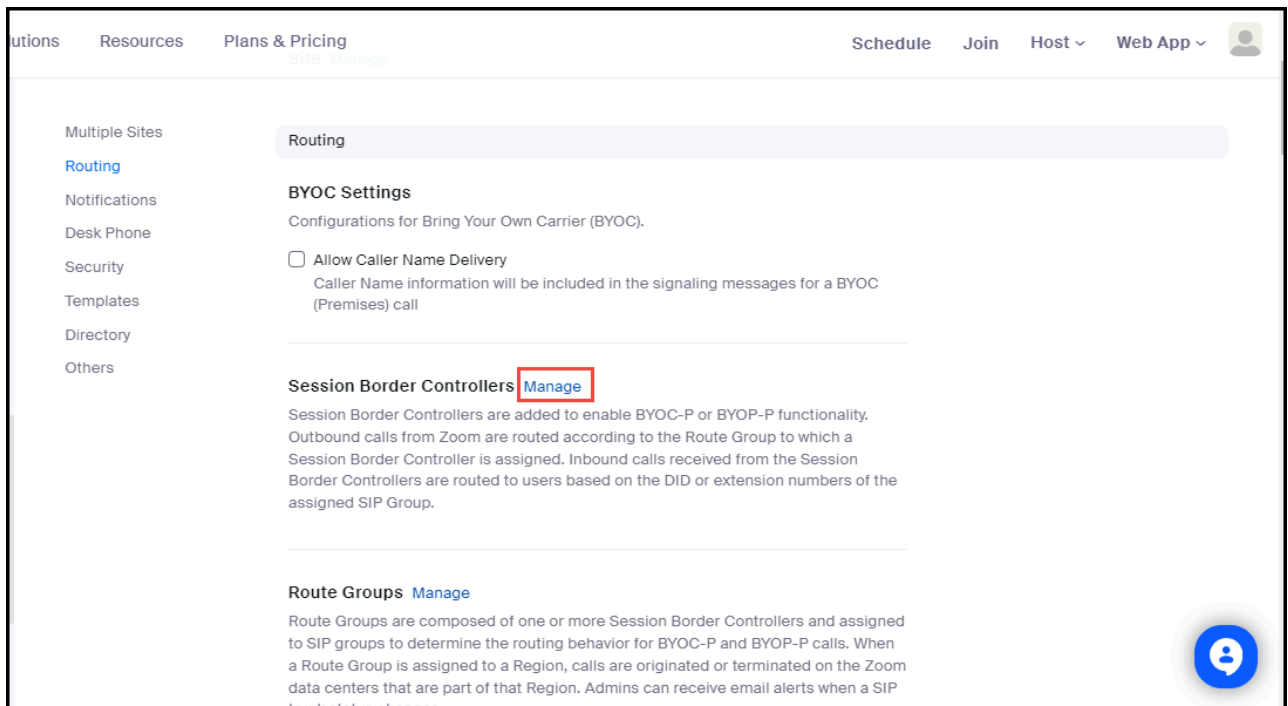 Resources Plans & Pricing Schedule Join Host Web App
Site Manage
Multiple Sites
Routing
Notifications
Desk Phone
Security
Templates
Directory
Others
Routing
BYOC Settings
Configurations for Bring Your Own Carrier (BYOC).
Allow Caller Name Delivery
Caller Name information will be included in the signaling messages for a BYOC
(Premises) call
Session Border Controllers Manage
Session Border Controllers are added to enable BYOC-P or BYOP-P functionality.
Outbound calls from Zoom are routed according to the Route Group to which a
Session Border Controller is assigned. Inbound calls received from the Session
Border Controllers are routed to users based on the DID or extension numbers of the
assigned SIP Group.
Route Groups Manage
Route Groups are composed of one or more Session Border Controllers and assigned
to SIP groups to determine the routing behavior for BYOC-P and BYOP-P calls. When
a Route Group is assigned to a Region, calls are originated or terminated on the Zoom
data centers that are part of that Region. Admins can receive email alerts when a SIP